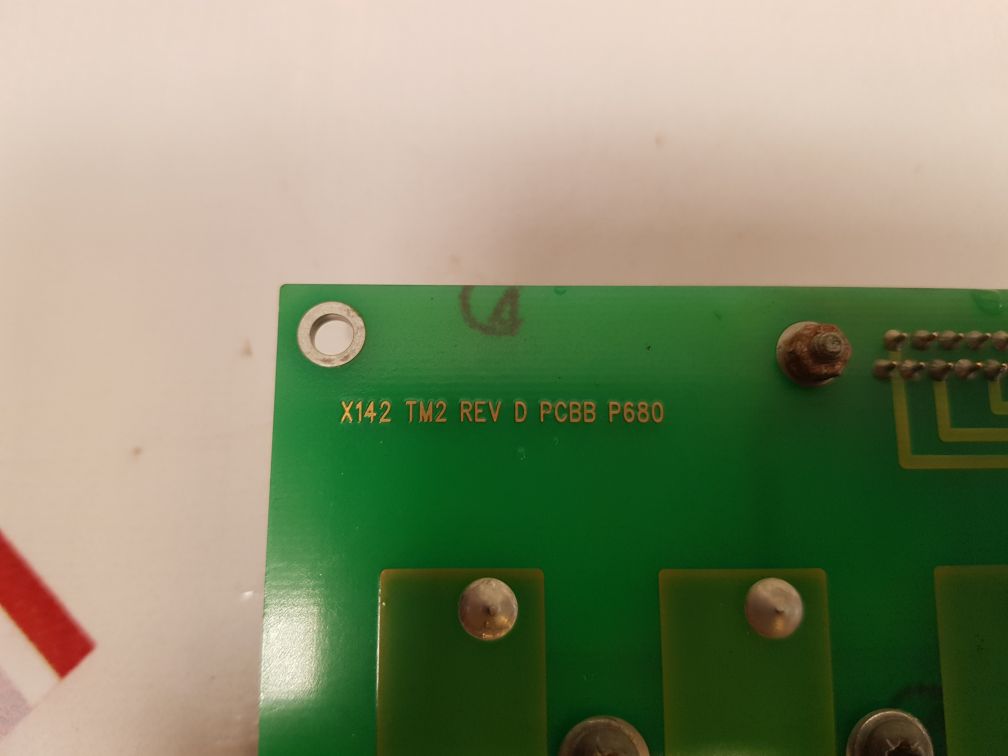 X142 TM2 REV D PCBB P680